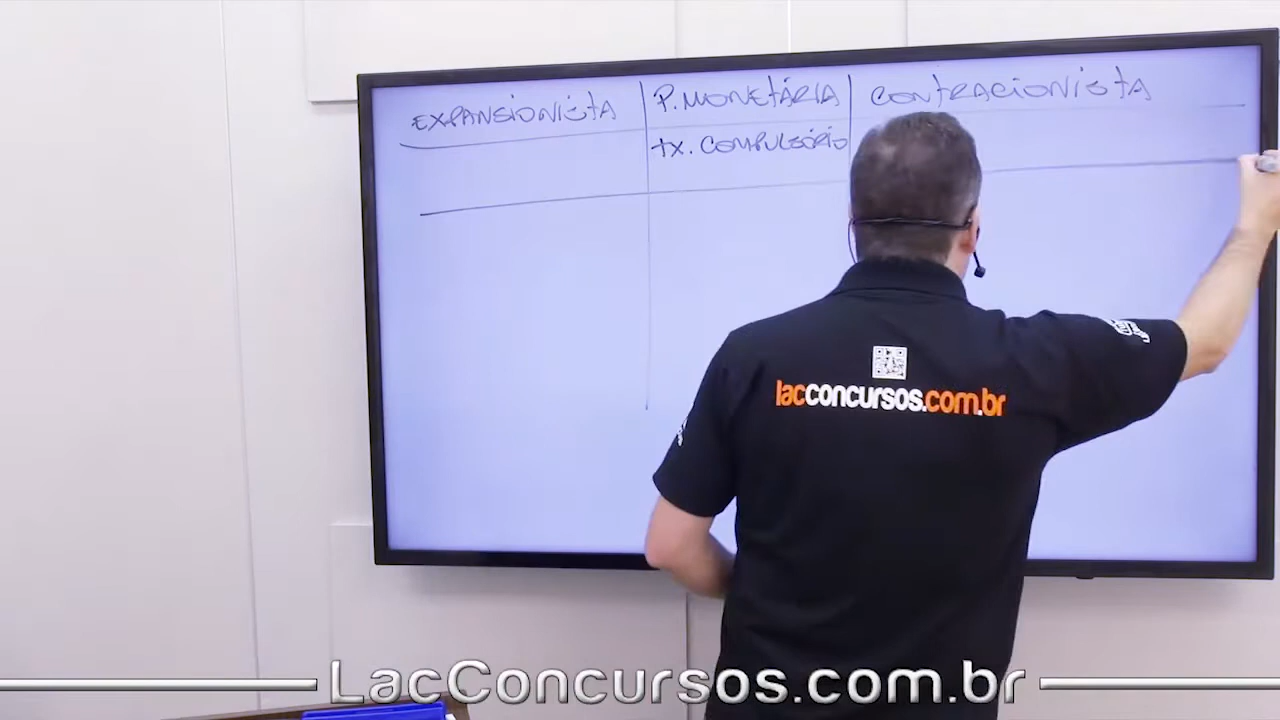 EXPANSIONISTA P. MONETÁRIA CONTRACIONISTA
TX. COMPULSÓRIO
lacconcursos.com.br
LacConcursos.com.br